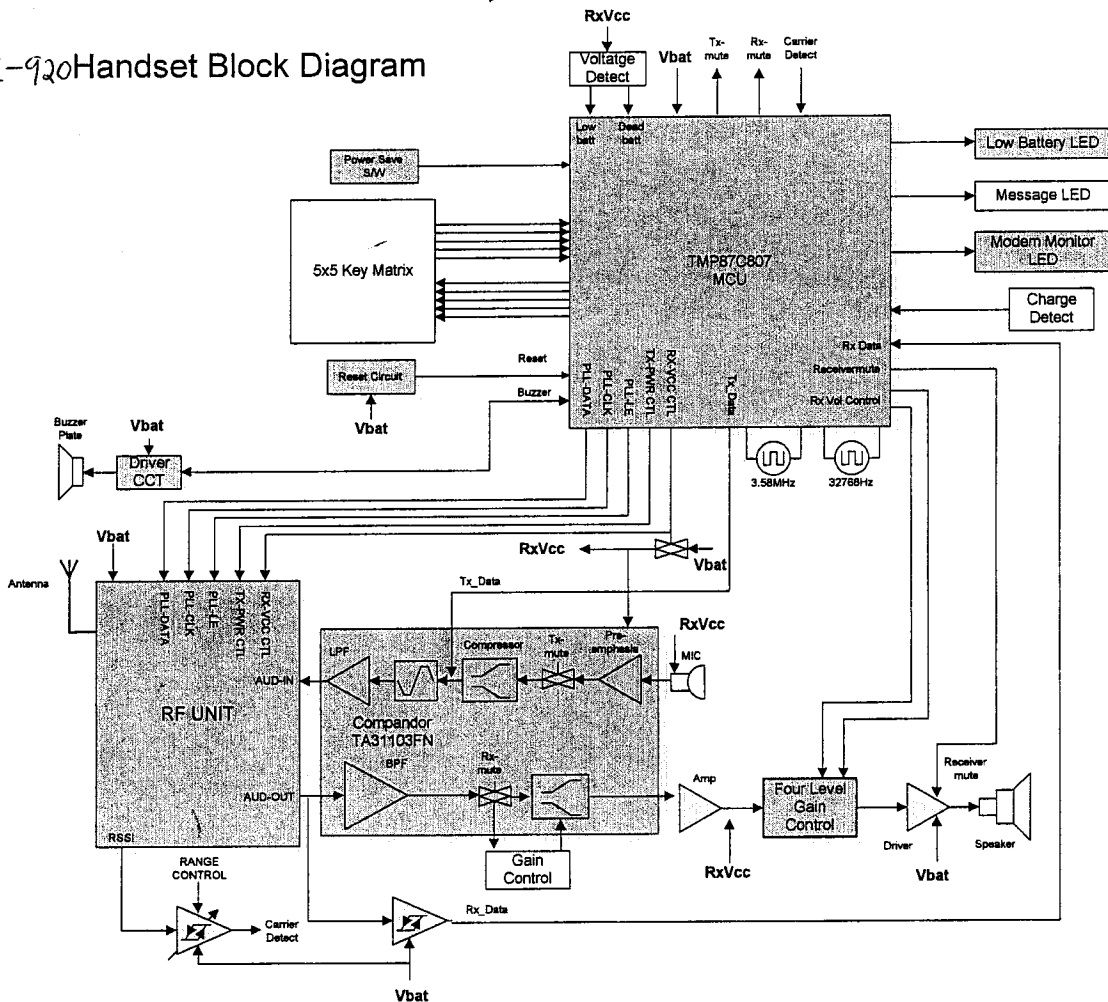 -920 Handset Block Diagram
RxVcc
Voltatge
Detect
Vbat
Tx-
mute
Rx-
mute
Carrier
Detect
Low
batt
Dead
batt
Power Save
S/W
5x5 Key Matrix
TMP87C807
MCU
Low Battery LED
Message LED
Modem Monitor
LED
Charge
Detect
Rx Data
Receivermute
Rx Vol Control
Reset Circuit
Reset
Vbat
Buzzer
PLL-DATA
PLL-CLK
PLL-LE
TX-PWR CTL
RX-VCC CTL
Tx_Data
3.58MHz
32768Hz
Buzzer
Plate
Vbat
Driver
CCT
Vbat
Antenna
RxVcc
Vbat
Tx_Data
PLL-DATA
PLL-CLK
PLL-LE
TX-PWR CTL
RX-VCC CTL
RF UNIT
AUD-IN
AUD-OUT
RSSI
LPF
Compressor
Tx-
mute
Pre-
emphasis
RxVcc
MIC
Compandor
TA31103FN
BPF
Rx-
mute
Gain
Control
Amp
RxVcc
Four Level
Gain
Control
Receiver
mute
Driver
Vbat
Speaker
RANGE
CONTROL
Carrier
Detect
Rx_Data
Vbat